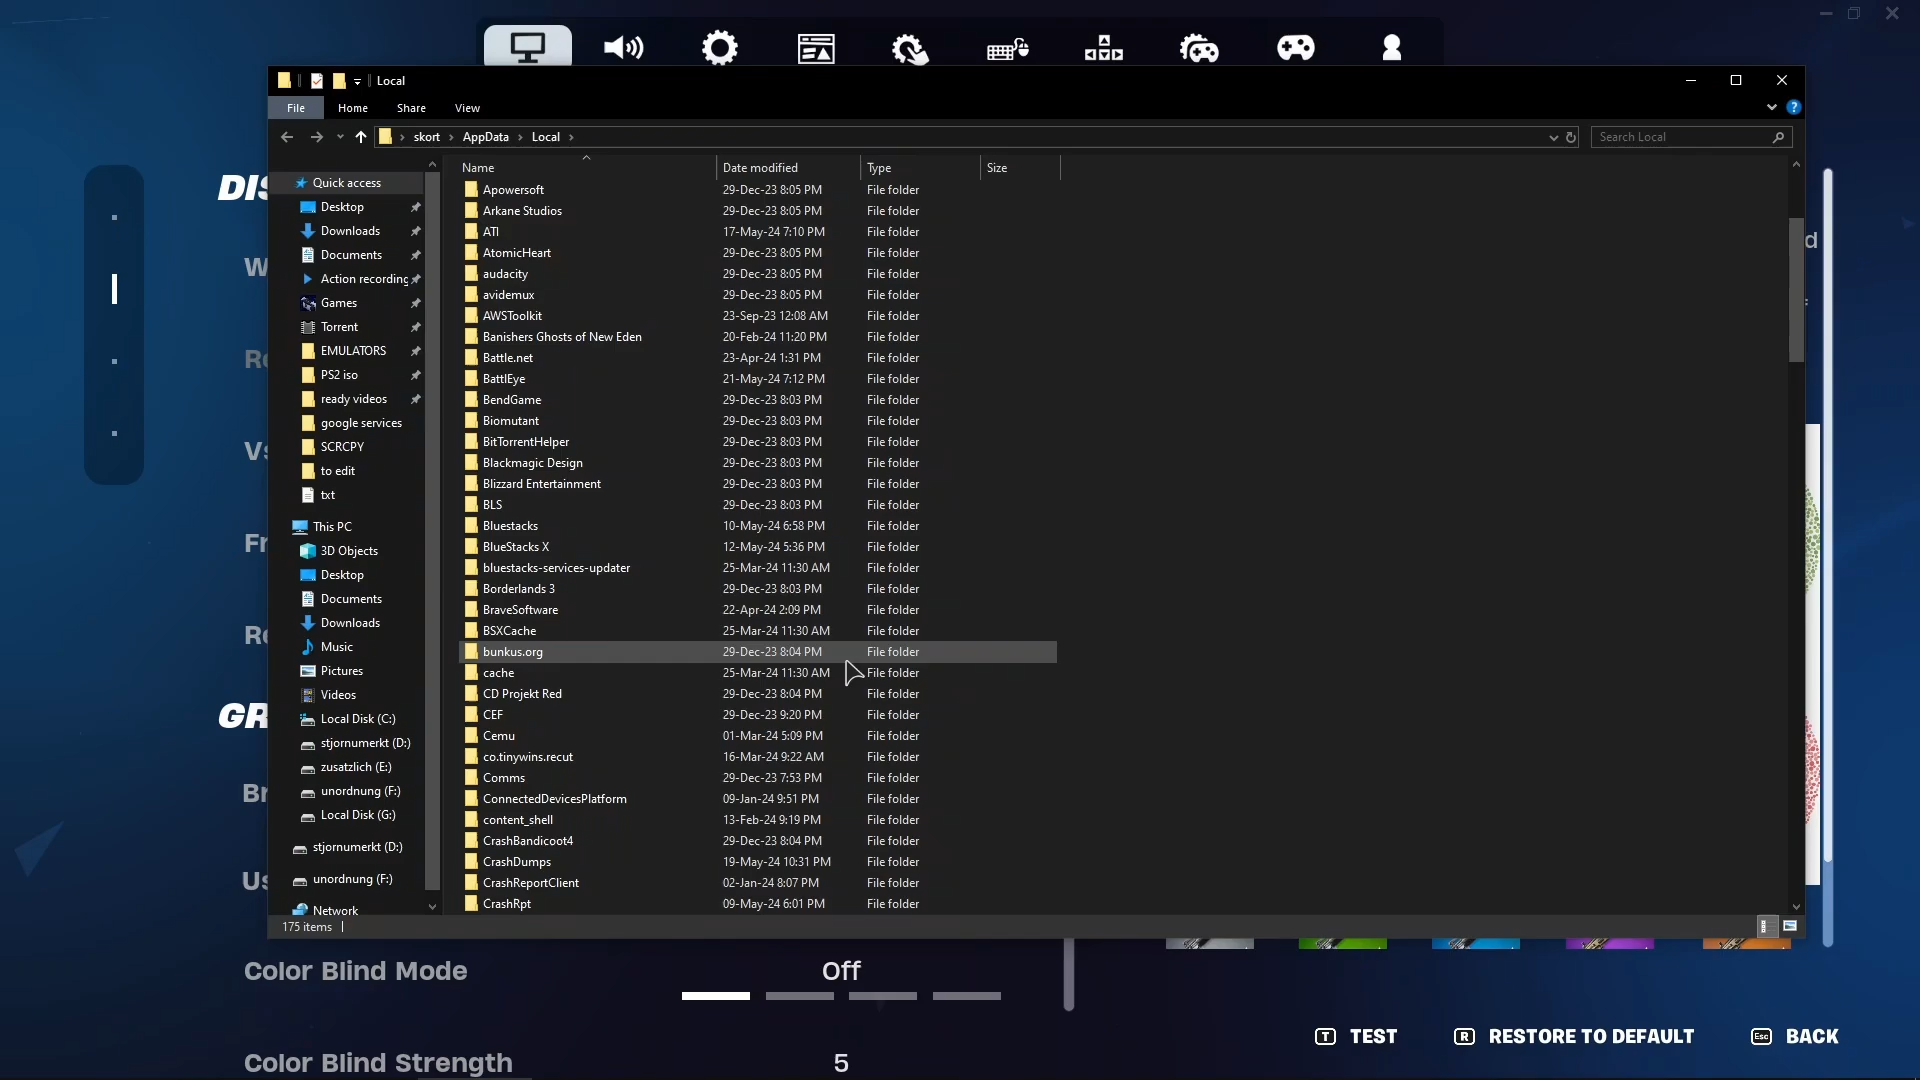 Local
File
Home
Share
View
skort
AppData
Local
Search Local
Quick access
Desktop
Downloads
Documents
Action recording
Games
Torrent
EMULATORS
PS2 iso
ready videos
google services
SCRCPY
to edit
txt
This PC
3D Objects
Desktop
Documents
Downloads
Music
Pictures
Videos
Local Disk (C:)
stjornumerkt (D:)
zusatzlich (E:)
unordnung (F:)
Local Disk (G:)
stjornumerkt (D:)
unordnung (F:)
Network
Name Date modified Type Size
Apowersoft 29-Dec-23 8:05 PM File folder
Arkane Studios 29-Dec-23 8:05 PM File folder
ATI 17-May-24 7:10 PM File folder
AtomicHeart 29-Dec-23 8:05 PM File folder
audacity 29-Dec-23 8:05 PM File folder
avidemux 29-Dec-23 8:05 PM File folder
AWSToolkit 23-Sep-23 12:08 AM File folder
Banishers Ghosts of New Eden 20-Feb-24 11:20 PM File folder
Battle.net 23-Apr-24 1:31 PM File folder
BattlEye 21-May-24 7:12 PM File folder
BendGame 29-Dec-23 8:03 PM File folder
Biomutant 29-Dec-23 8:03 PM File folder
BitTorrentHelper 29-Dec-23 8:03 PM File folder
Blackmagic Design 29-Dec-23 8:03 PM File folder
Blizzard Entertainment 29-Dec-23 8:03 PM File folder
BLS 29-Dec-23 8:03 PM File folder
Bluestacks 10-May-24 6:58 PM File folder
BlueStacks X 12-May-24 5:36 PM File folder
bluestacks-services-updater 25-Mar-24 11:30 AM File folder
Borderlands 3 29-Dec-23 8:03 PM File folder
BraveSoftware 22-Apr-24 2:09 PM File folder
BSXCache 25-Mar-24 11:30 AM File folder
bunkus.org 29-Dec-23 8:04 PM File folder
cache 25-Mar-24 11:30 AM File folder
CD Projekt Red 29-Dec-23 8:04 PM File folder
CEF 29-Dec-23 9:20 PM File folder
Cemu 01-Mar-24 5:09 PM File folder
co.tinywins.recut 16-Mar-24 9:22 AM File folder
Comms 29-Dec-23 7:53 PM File folder
ConnectedDevicesPlatform 09-Jan-24 9:51 PM File folder
content_shell 13-Feb-24 9:19 PM File folder
CrashBandicoot4 29-Dec-23 8:04 PM File folder
CrashDumps 19-May-24 10:31 PM File folder
CrashReportClient 02-Jan-24 8:07 PM File folder
CrashRpt 09-May-24 6:01 PM File folder
175 items
Color Blind Mode Off
Color Blind Strength 5
T TEST
R RESTORE TO DEFAULT
Esc BACK